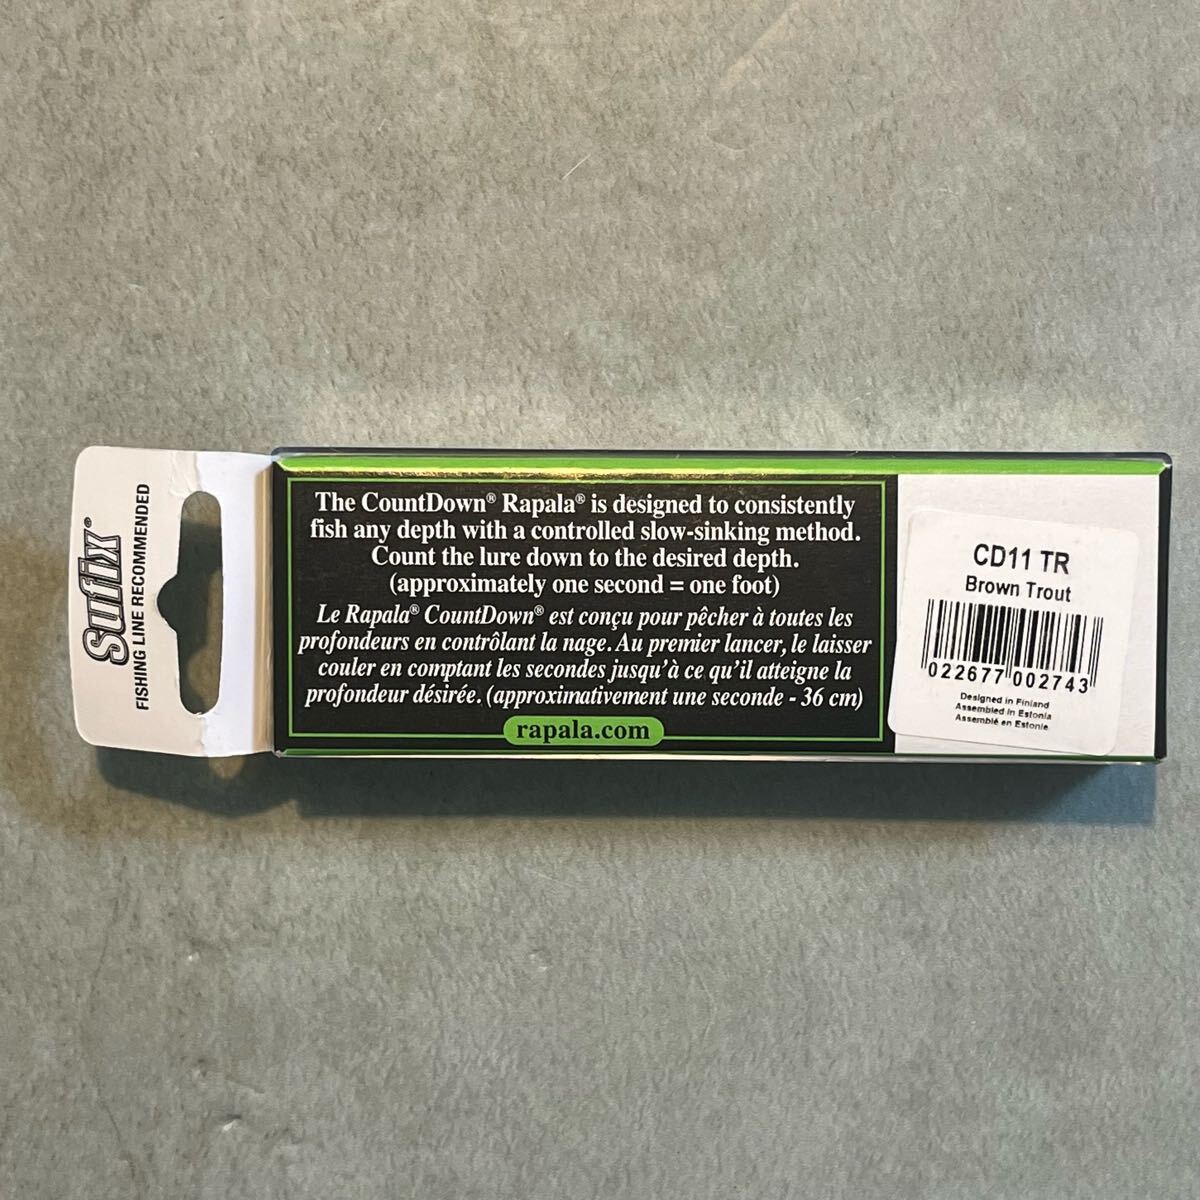 Sufix®
FISHING LINE RECOMMENDED
The CountDown® Rapala® is designed to consistently
fish any depth with a controlled slow-sinking method.
Count the lure down to the desired depth.
(approximately one second = one foot)
Le Rapala® CountDown® est conçu pour pêcher à toutes les
profondeurs en contrôlant la nage. Au premier lancer, le laisser
couler en comptant les secondes jusqu'à ce qu'il atteigne la
profondeur désirée. (approximativement une seconde - 36 cm)
rapala.com
CD11 TR
Brown Trout
022677 002743
Designed in Finland
Assembled in Estonia
Assemblé en Estonie